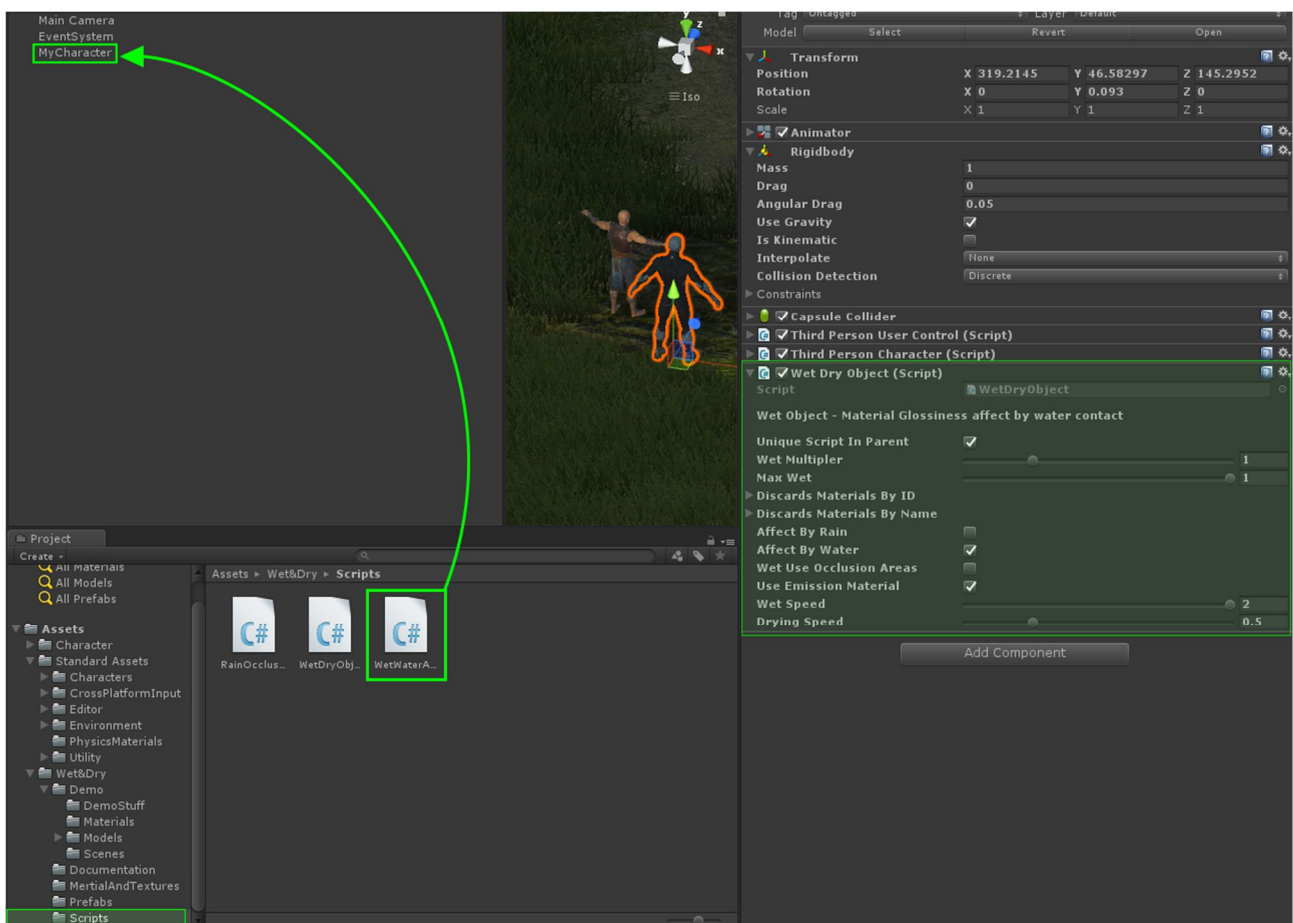 Main Camera
EventSystem
MyCharacter
y
z
x
Iso
Tag Untagged Layer Default
Model Select Revert Open
Transform
Position X 319.2145 Y 46.58297 Z 145.2952
Rotation X 0 Y 0.093 Z 0
Scale X 1 Y 1 Z 1
Animator
Rigidbody
Mass 1
Drag 0
Angular Drag 0.05
Use Gravity
Is Kinematic
Interpolate None
Collision Detection Discrete
Constraints
Capsule Collider
Third Person User Control (Script)
Third Person Character (Script)
Wet Dry Object (Script)
Script WetDryObject
Wet Object - Material Glossiness affect by water contact
Unique Script In Parent
Wet Multipler 1
Max Wet 1
Discards Materials By ID
Discards Materials By Name
Affect By Rain
Affect By Water
Wet Use Occlusion Areas
Use Emission Material
Wet Speed 2
Drying Speed 0.5
Add Component
Project
Create
All Materials
All Models
All Prefabs
Assets
Character
Standard Assets
Characters
CrossPlatformInput
Editor
Environment
PhysicsMaterials
Utility
Wet&Dry
Demo
DemoStuff
Materials
Models
Scenes
Documentation
MertialAndTextures
Prefabs
Scripts
Assets Wet&Dry Scripts
C# C# C#
RainOcclus... WetDryObj... WetWaterA...